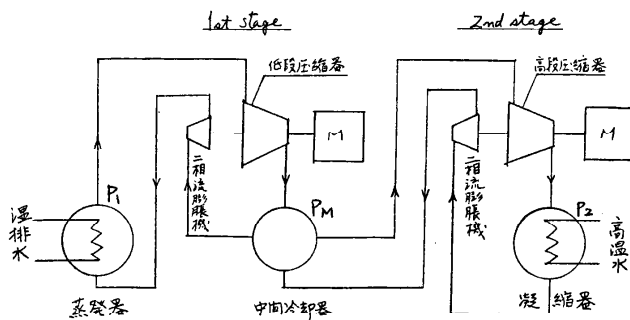 1st stage
2nd stage
低段圧縮器
高段圧縮器
M
M
二相流膨脹機
二相流膨脹機
P1
PM
P2
温排水
高温水
蒸発器
中間冷却器
凝縮器